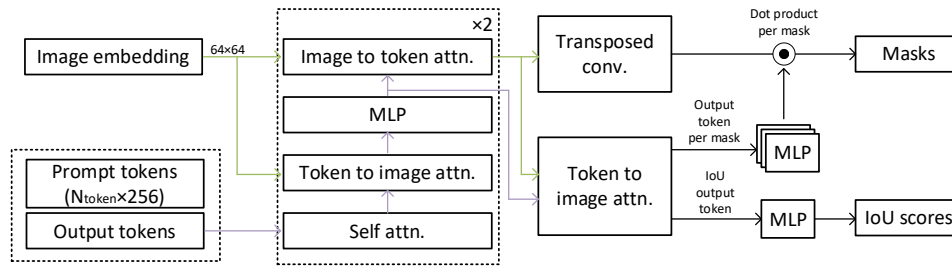 ×2
Dot product
per mask
Image embedding
64×64
Image to token attn.
Transposed
conv.
Masks
MLP
Output
token
per mask
MLP
Prompt tokens
(Ntoken×256)
Token to image attn.
Token to
image attn.
IoU
output
token
Output tokens
Self attn.
MLP
IoU scores